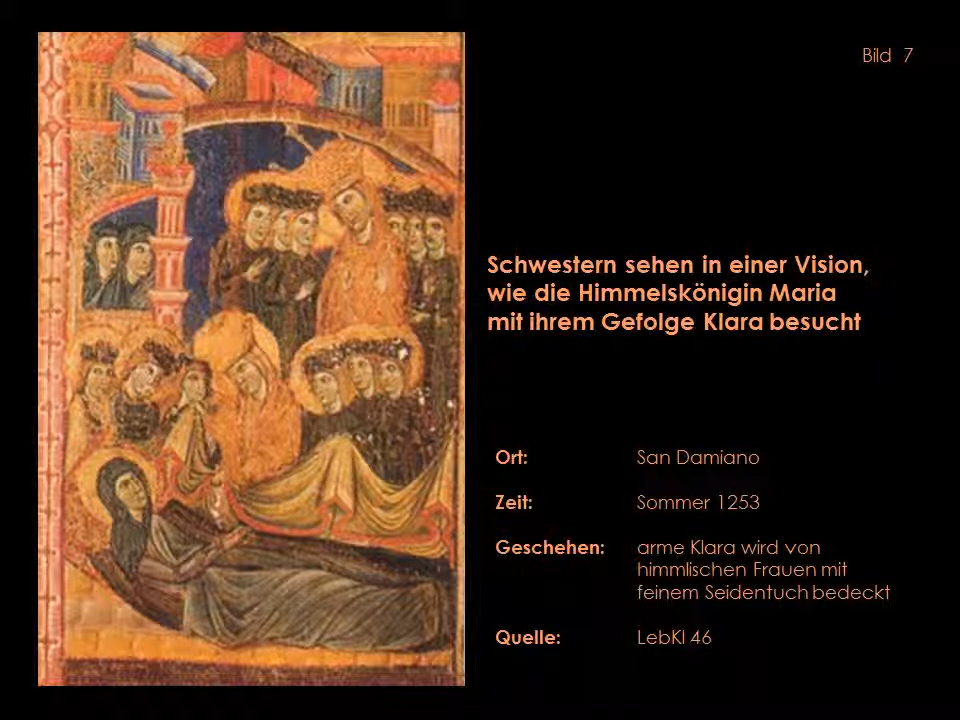 Bild 7
Schwestern sehen in einer Vision,
wie die Himmelskönigin Maria
mit ihrem Gefolge Klara besucht
Ort: San Damiano
Zeit: Sommer 1253
Geschehen: arme Klara wird von
himmlischen Frauen mit
feinem Seidentuch bedeckt
Quelle: LebKl 46